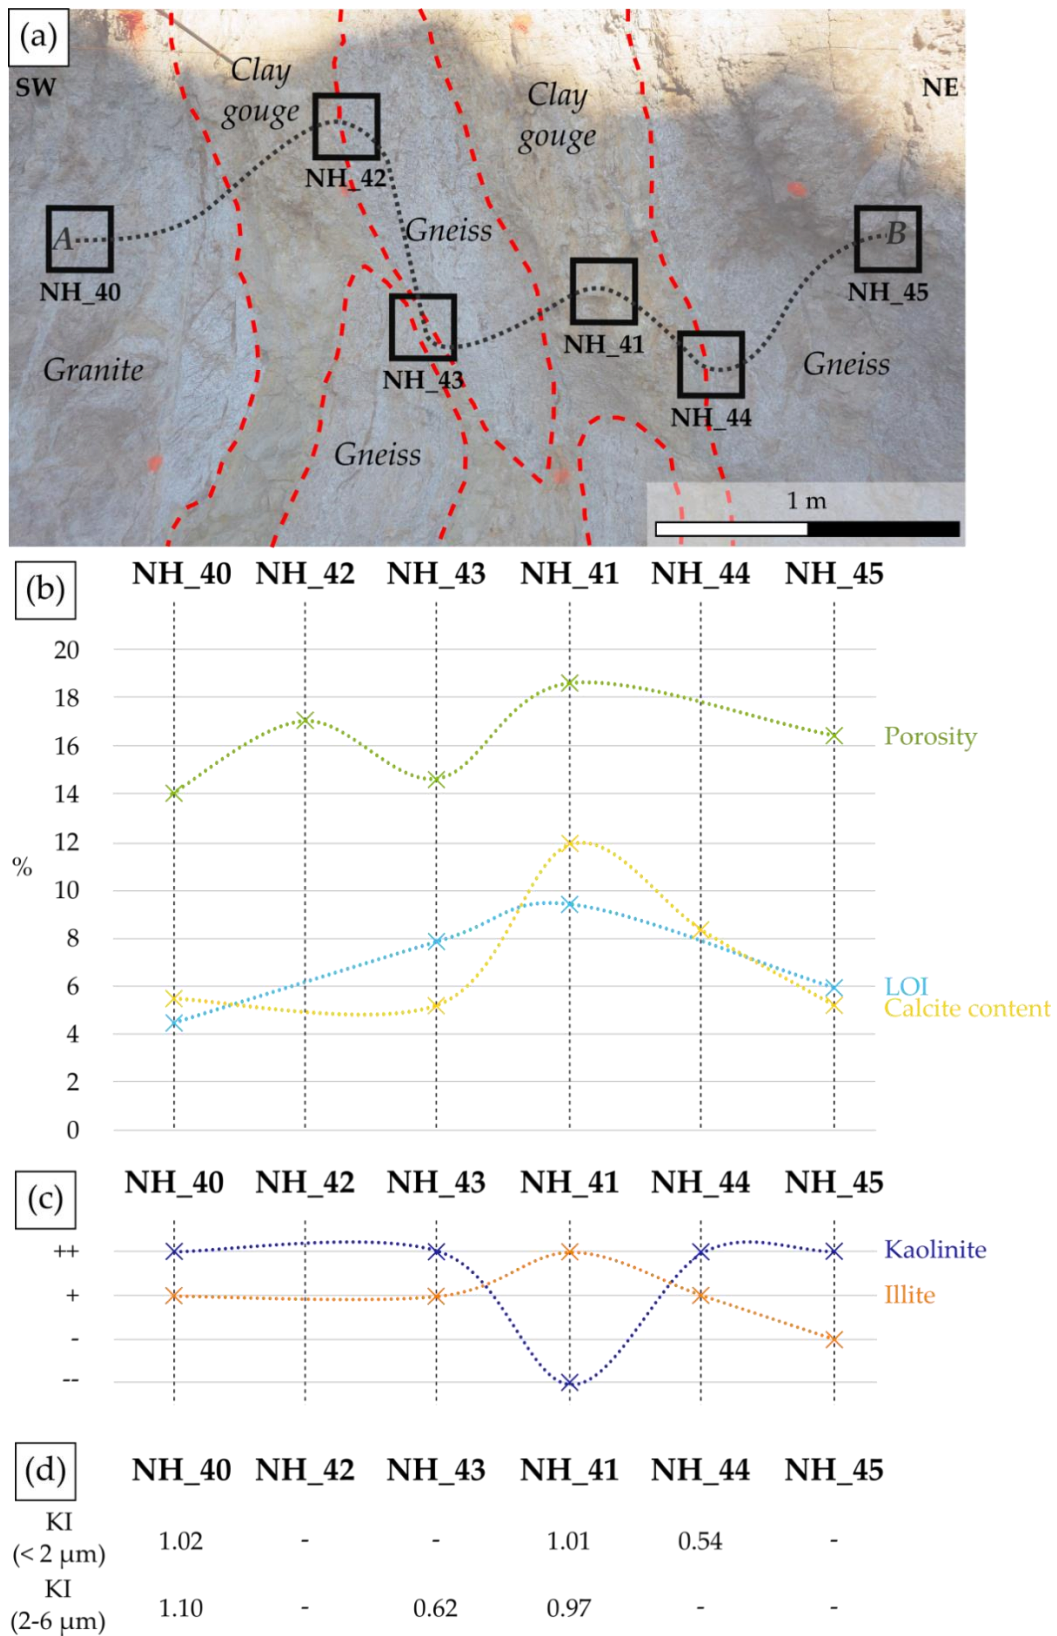 (a)
SW
NE
Clay
gouge
Clay
gouge
NH_42
Gneiss
A
B
NH_40
NH_45
NH_41
Granite
NH_43
Gneiss
NH_44
Gneiss
1 m
(b)
NH_40 NH_42 NH_43 NH_41 NH_44 NH_45
20
18
16
Porosity
14
12
%
10
8
6
LOI
Calcite content
4
2
0
(c)
NH_40 NH_42 NH_43 NH_41 NH_44 NH_45
++
Kaolinite
+
Illite
-
--
(d)
NH_40 NH_42 NH_43 NH_41 NH_44 NH_45
KI
(< 2 µm) 1.02 - - 1.01 0.54 -
KI
(2-6 µm) 1.10 - 0.62 0.97 - -